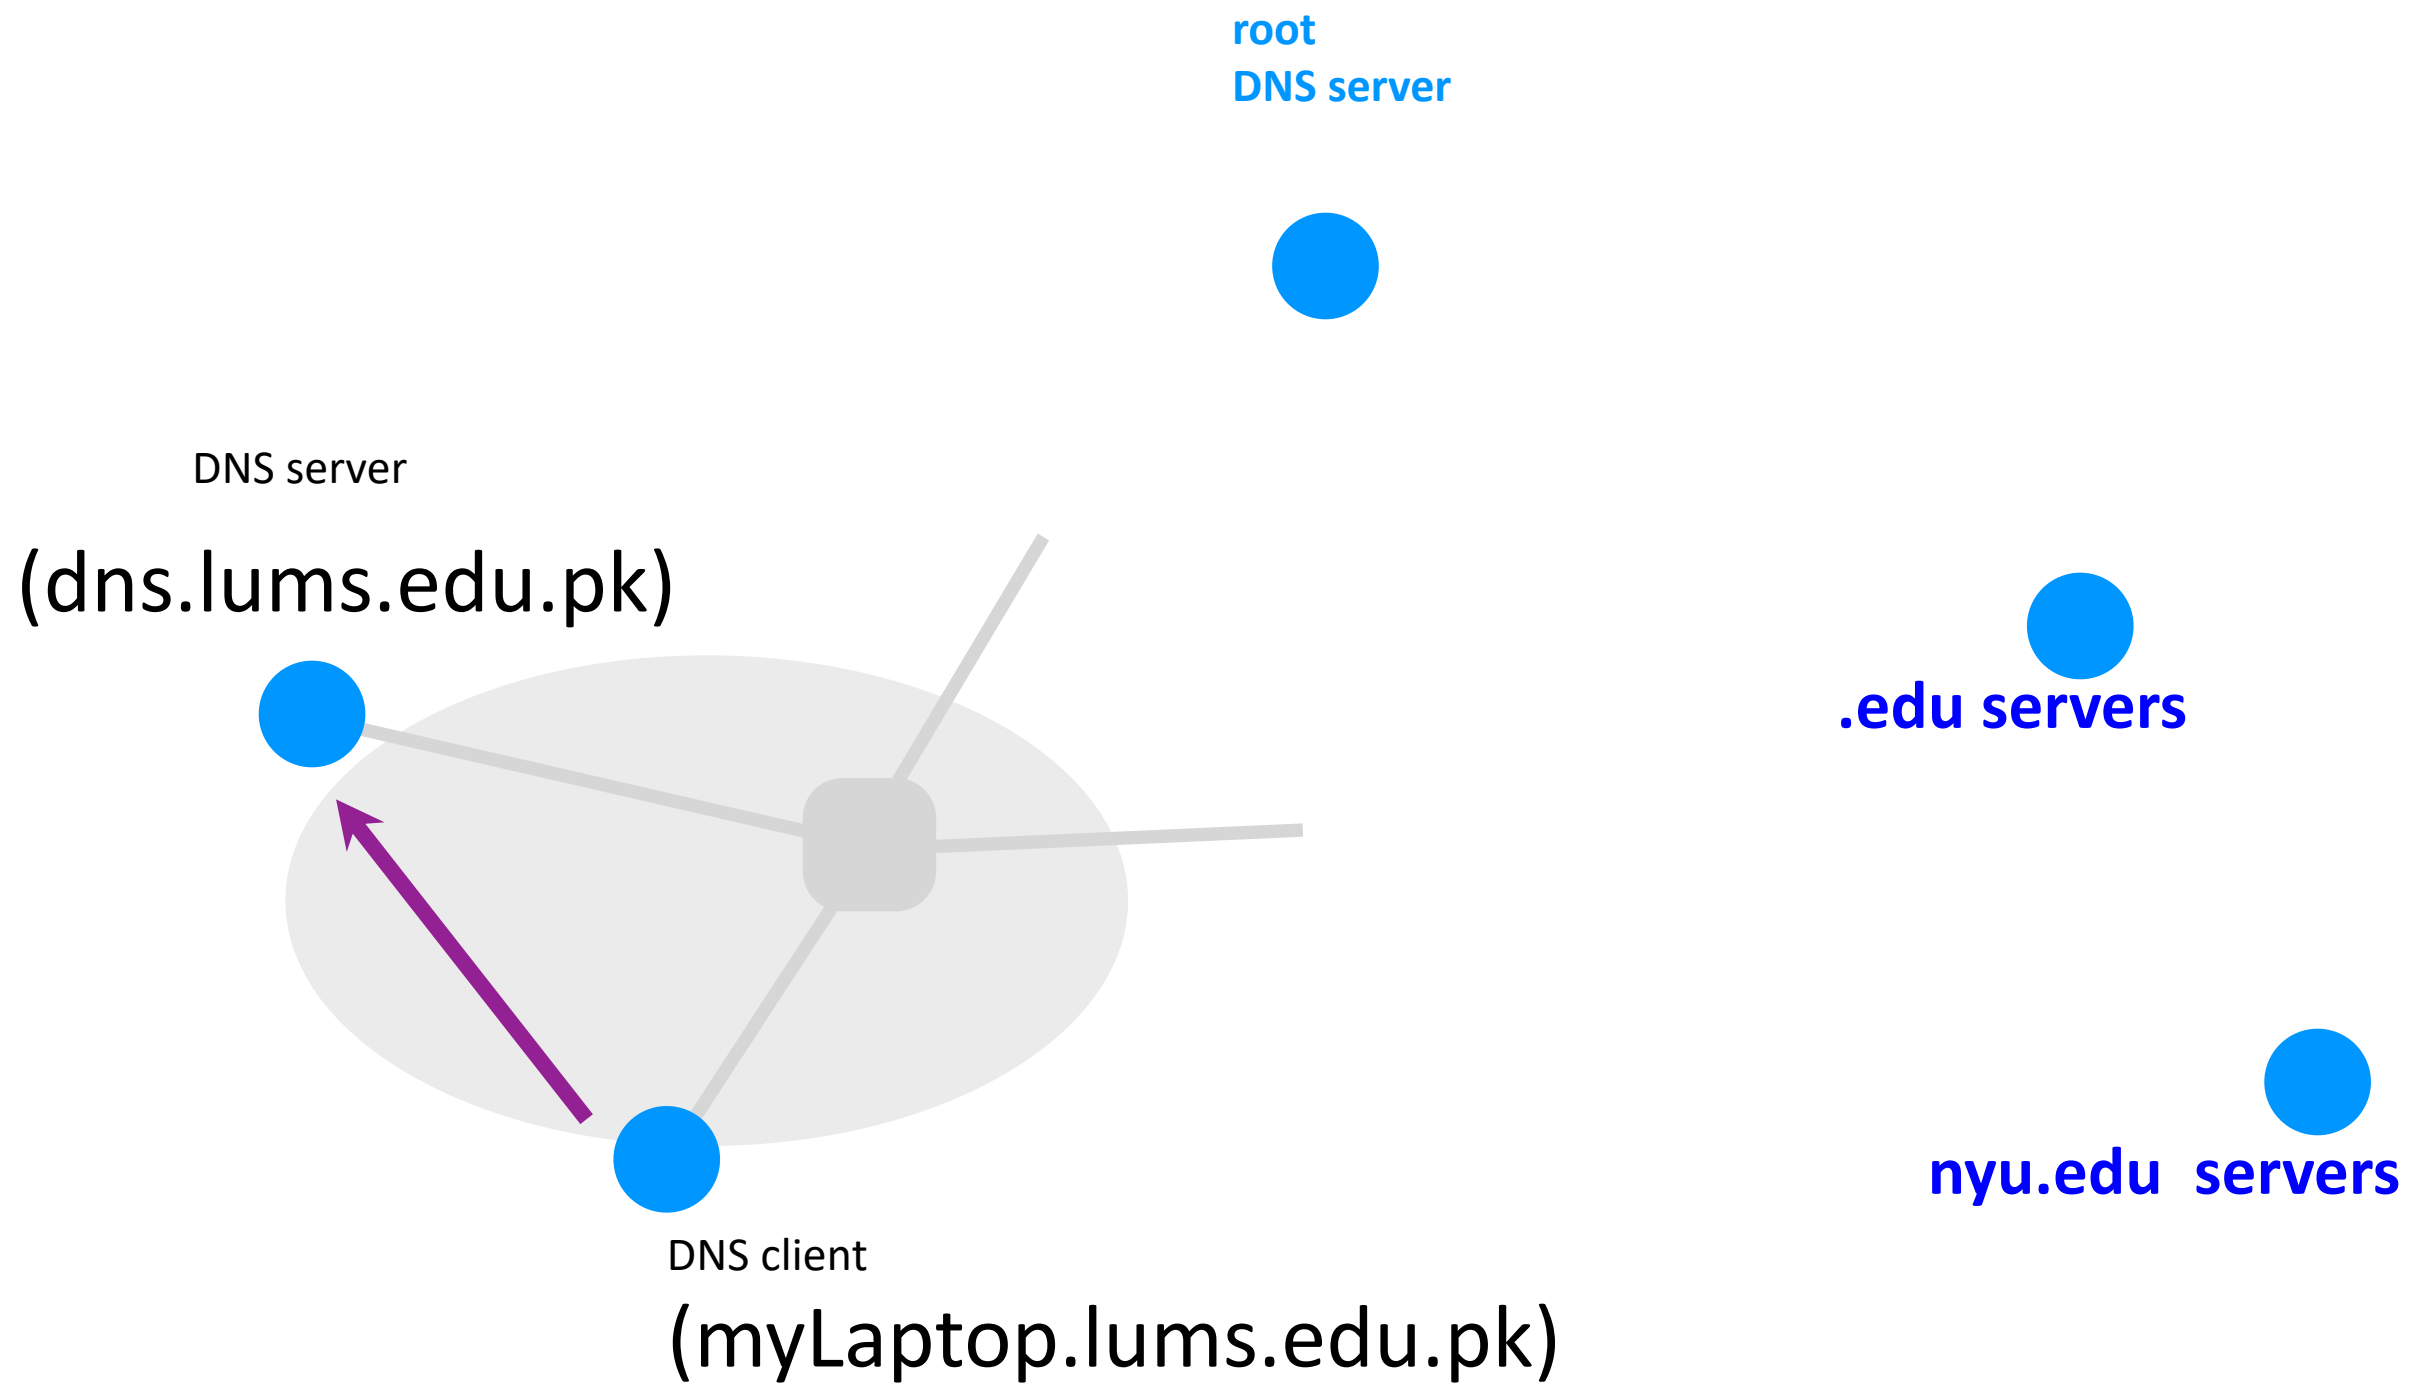 root
DNS server
DNS server
(dns.lums.edu.pk)
.edu servers
nyu.edu  servers
DNS client
(myLaptop.lums.edu.pk)